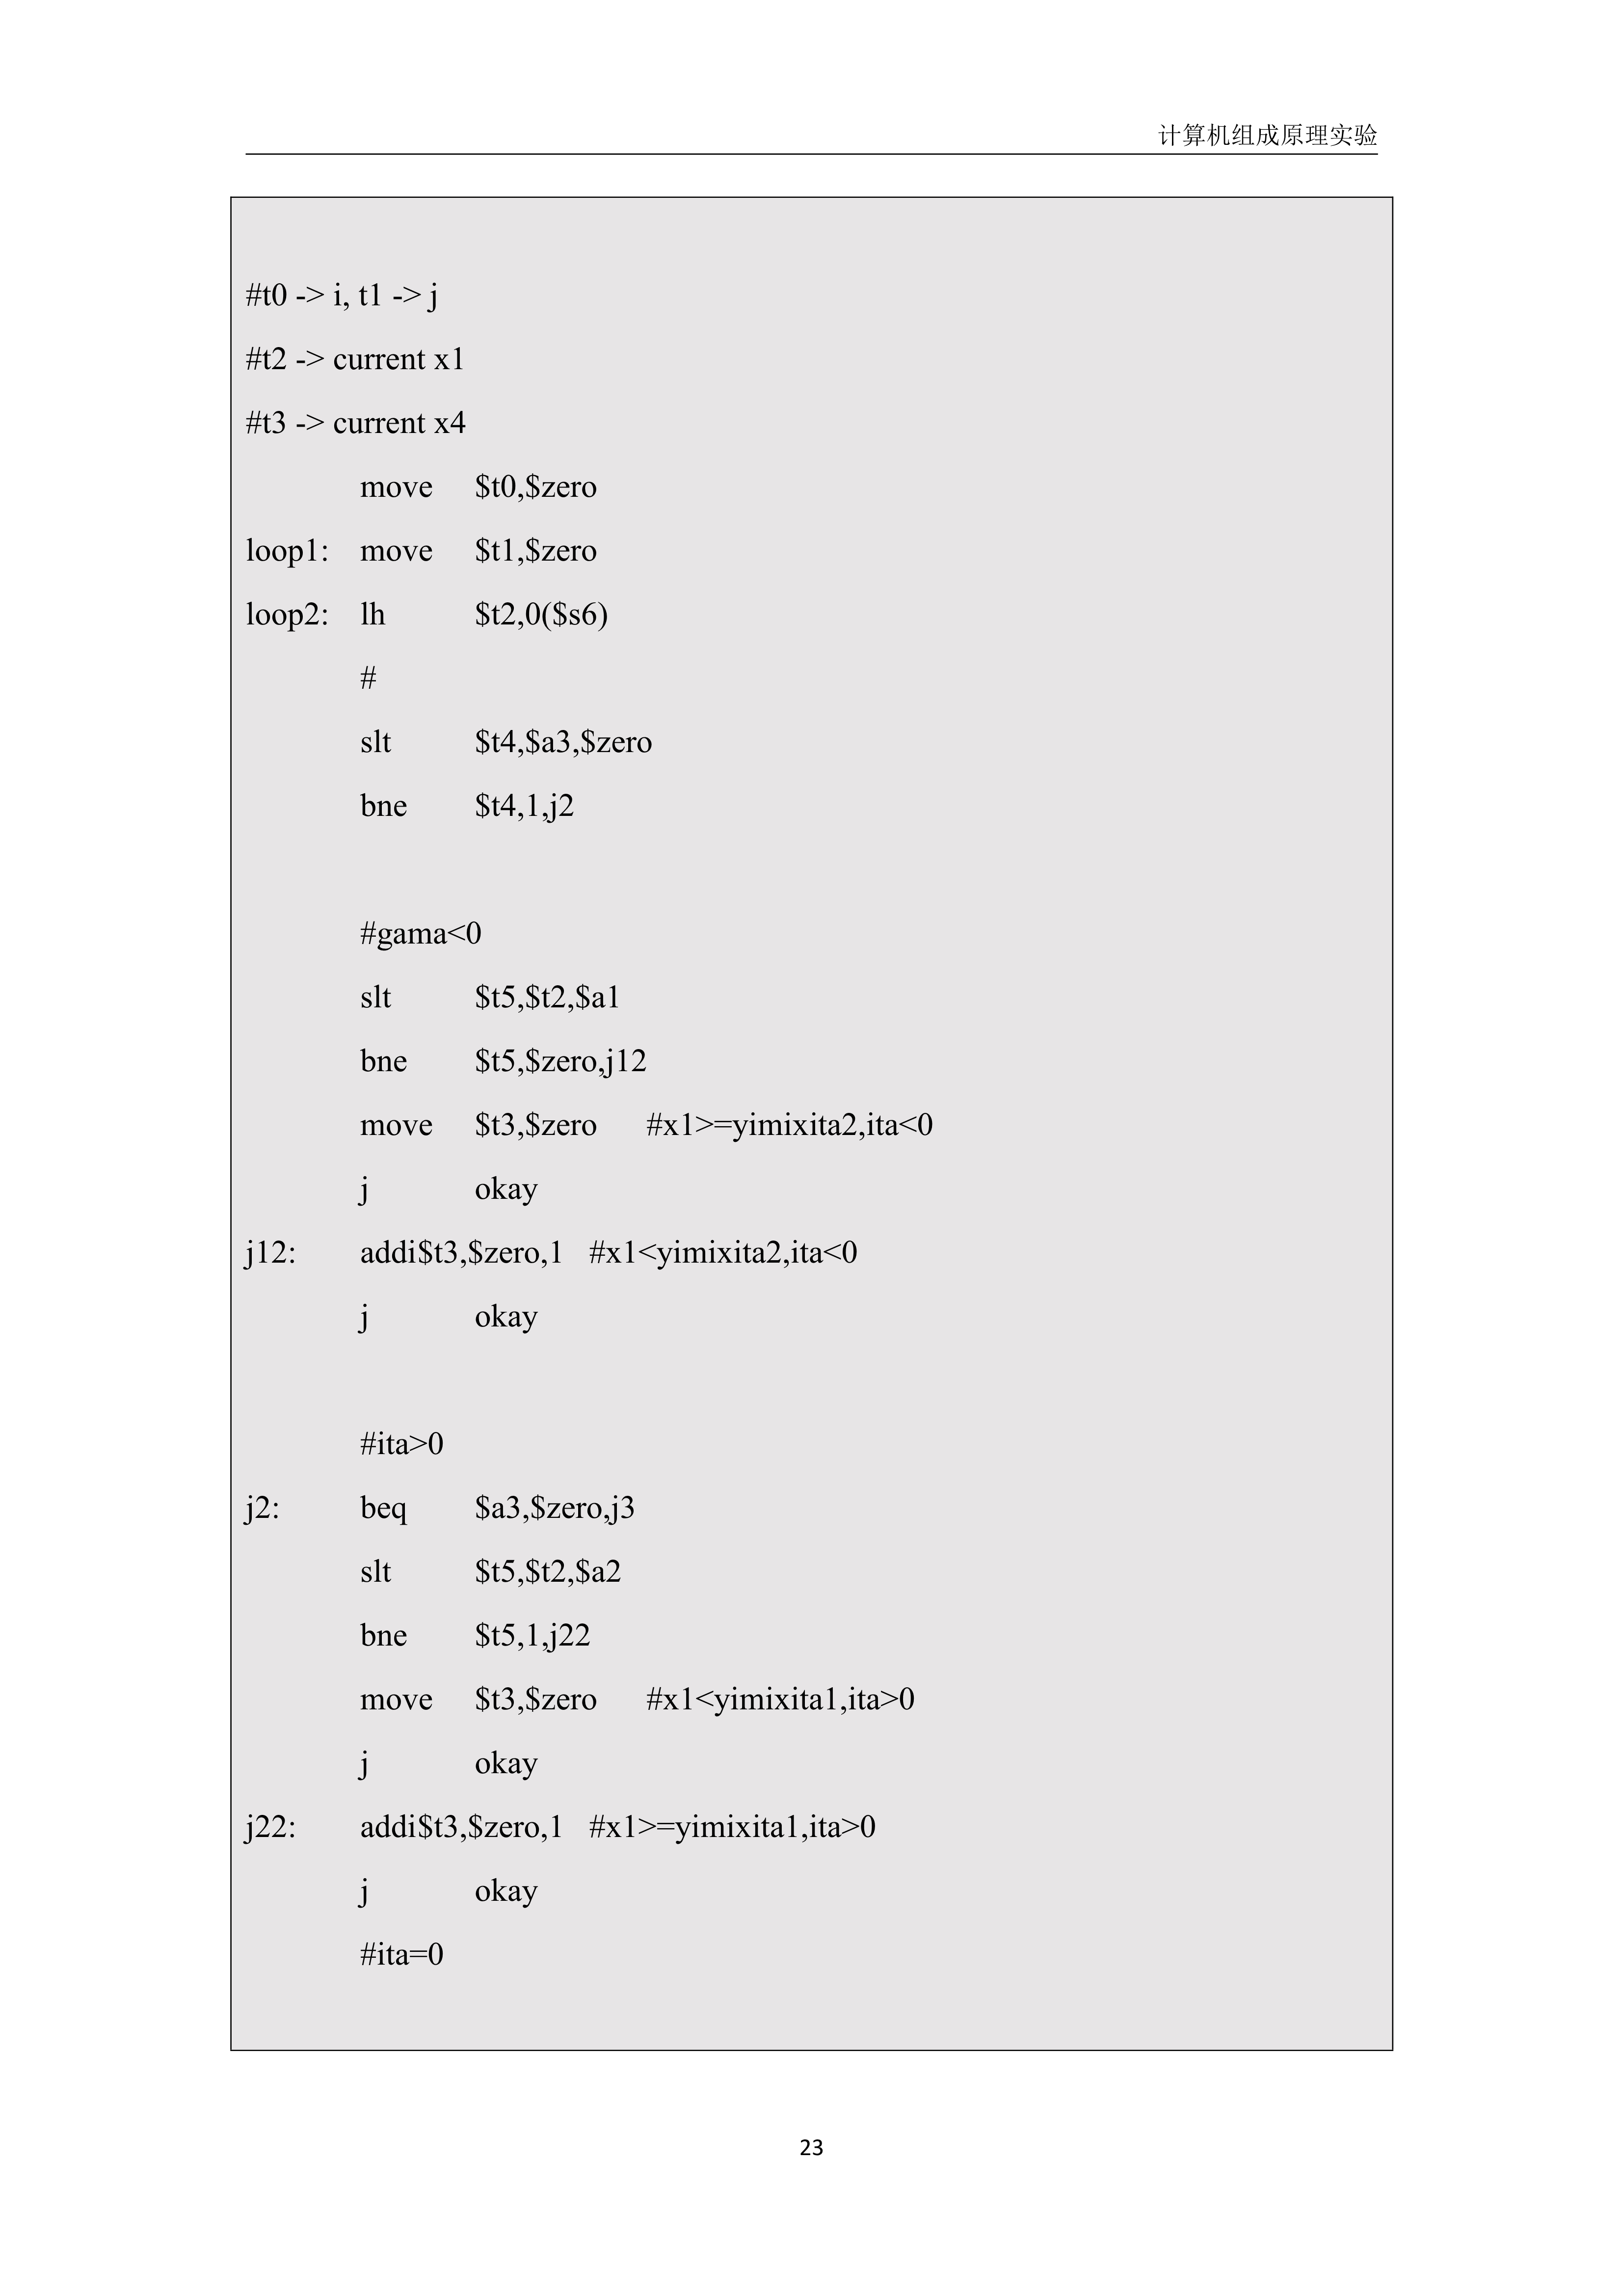 计算机组成原理实验
#t0 -> i, t1 -> j
#t2 -> current x1
#t3 -> current x4
move $t0,$zero
loop1: move $t1,$zero
loop2: lh $t2,0($s6)
#
slt $t4,$a3,$zero
bne $t4,1,j2
#gama<0
slt $t5,$t2,$a1
bne $t5,$zero,j12
move $t3,$zero #x1>=yimixita2,ita<0
j okay
j12: addi$t3,$zero,1 #x1<yimixita2,ita<0
j okay
#ita>0
j2: beq $a3,$zero,j3
slt $t5,$t2,$a2
bne $t5,1,j22
move $t3,$zero #x1<yimixita1,ita>0
j okay
j22: addi$t3,$zero,1 #x1>=yimixita1,ita>0
j okay
#ita=0
23